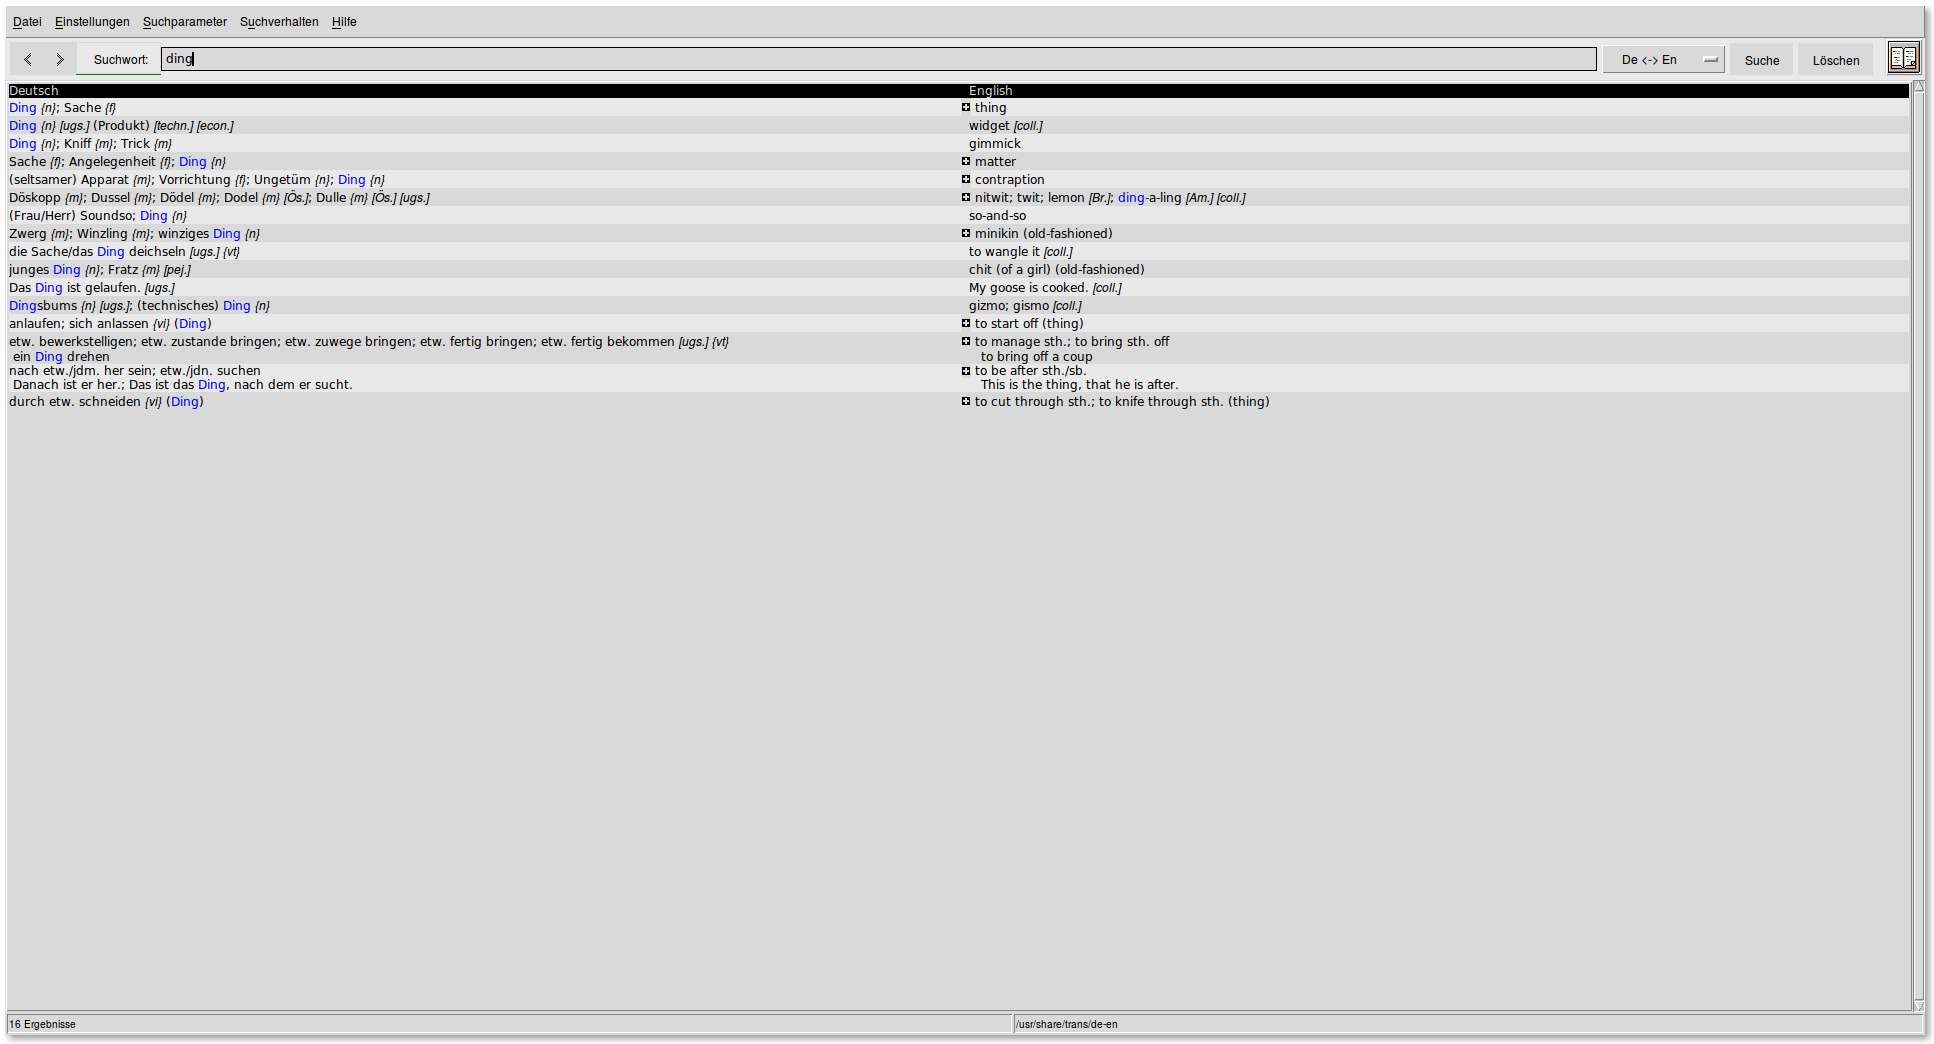 Datei Einstellungen Suchparameter Suchverhalten Hilfe
Suchwort: ding De <-> En Suche Löschen
Deutsch English
Ding {n}; Sache {f} thing
Ding {n} [ugs.] (Produkt) [techn.] [econ.] widget [coll.]
Ding {n}; Kniff {m}; Trick {m} gimmick
Sache {f}; Angelegenheit {f}; Ding {n} matter
(seltsamer) Apparat {m}; Vorrichtung {f}; Ungetüm {n}; Ding {n} contraption
Döskopp {m}; Dussel {m}; Dödel {m}; Dodel {m} [Ös.]; Dulle {m} [Ös.] [ugs.] nitwit; twit; lemon [Br.]; ding-a-ling [Am.] [coll.]
(Frau/Herr) Soundso; Ding {n} so-and-so
Zwerg {m}; Winzling {m}; winziges Ding {n} minikin (old-fashioned)
die Sache/das Ding deichseln [ugs.] {vt} to wangle it [coll.]
junges Ding {n}; Fratz {m} [pej.] chit (of a girl) (old-fashioned)
Das Ding ist gelaufen. [ugs.] My goose is cooked. [coll.]
Dingsbums {n} [ugs.]; (technisches) Ding {n} gizmo; gismo [coll.]
anlaufen; sich anlassen {vi} (Ding) to start off (thing)
etw. bewerkstelligen; etw. zustande bringen; etw. zuwege bringen; etw. fertig bringen; etw. fertig bekommen [ugs.] {vt} to manage sth.; to bring sth. off
ein Ding drehen to bring off a coup
nach etw./jdm. her sein; etw./jdn. suchen to be after sth./sb.
Danach ist er her.; Das ist das Ding, nach dem er sucht. This is the thing, that he is after.
durch etw. schneiden {vi} (Ding) to cut through sth.; to knife through sth. (thing)
16 Ergebnisse /usr/share/trans/de-en